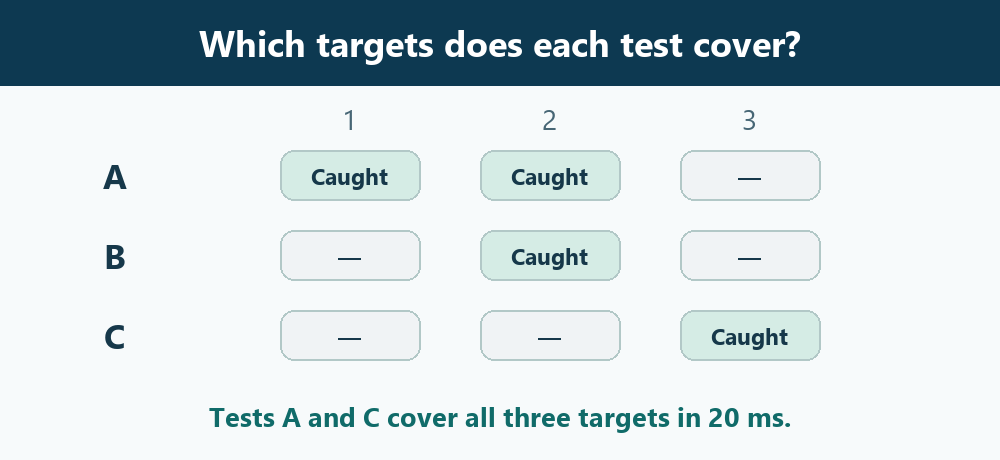 Which targets does each test cover?
1 2 3
A Caught Caught —
B — Caught —
C — — Caught
Tests A and C cover all three targets in 20 ms.